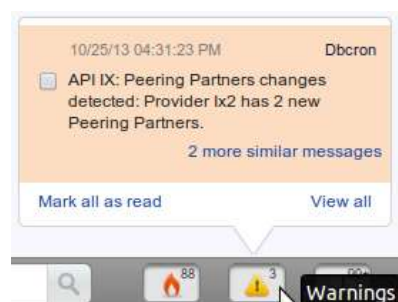 10/25/13 04:31:23 PM Dbcron
API IX: Peering Partners changes
detected: Provider Ix2 has 2 new
Peering Partners.
2 more similar messages
Mark all as read View all
88 3
Warnings